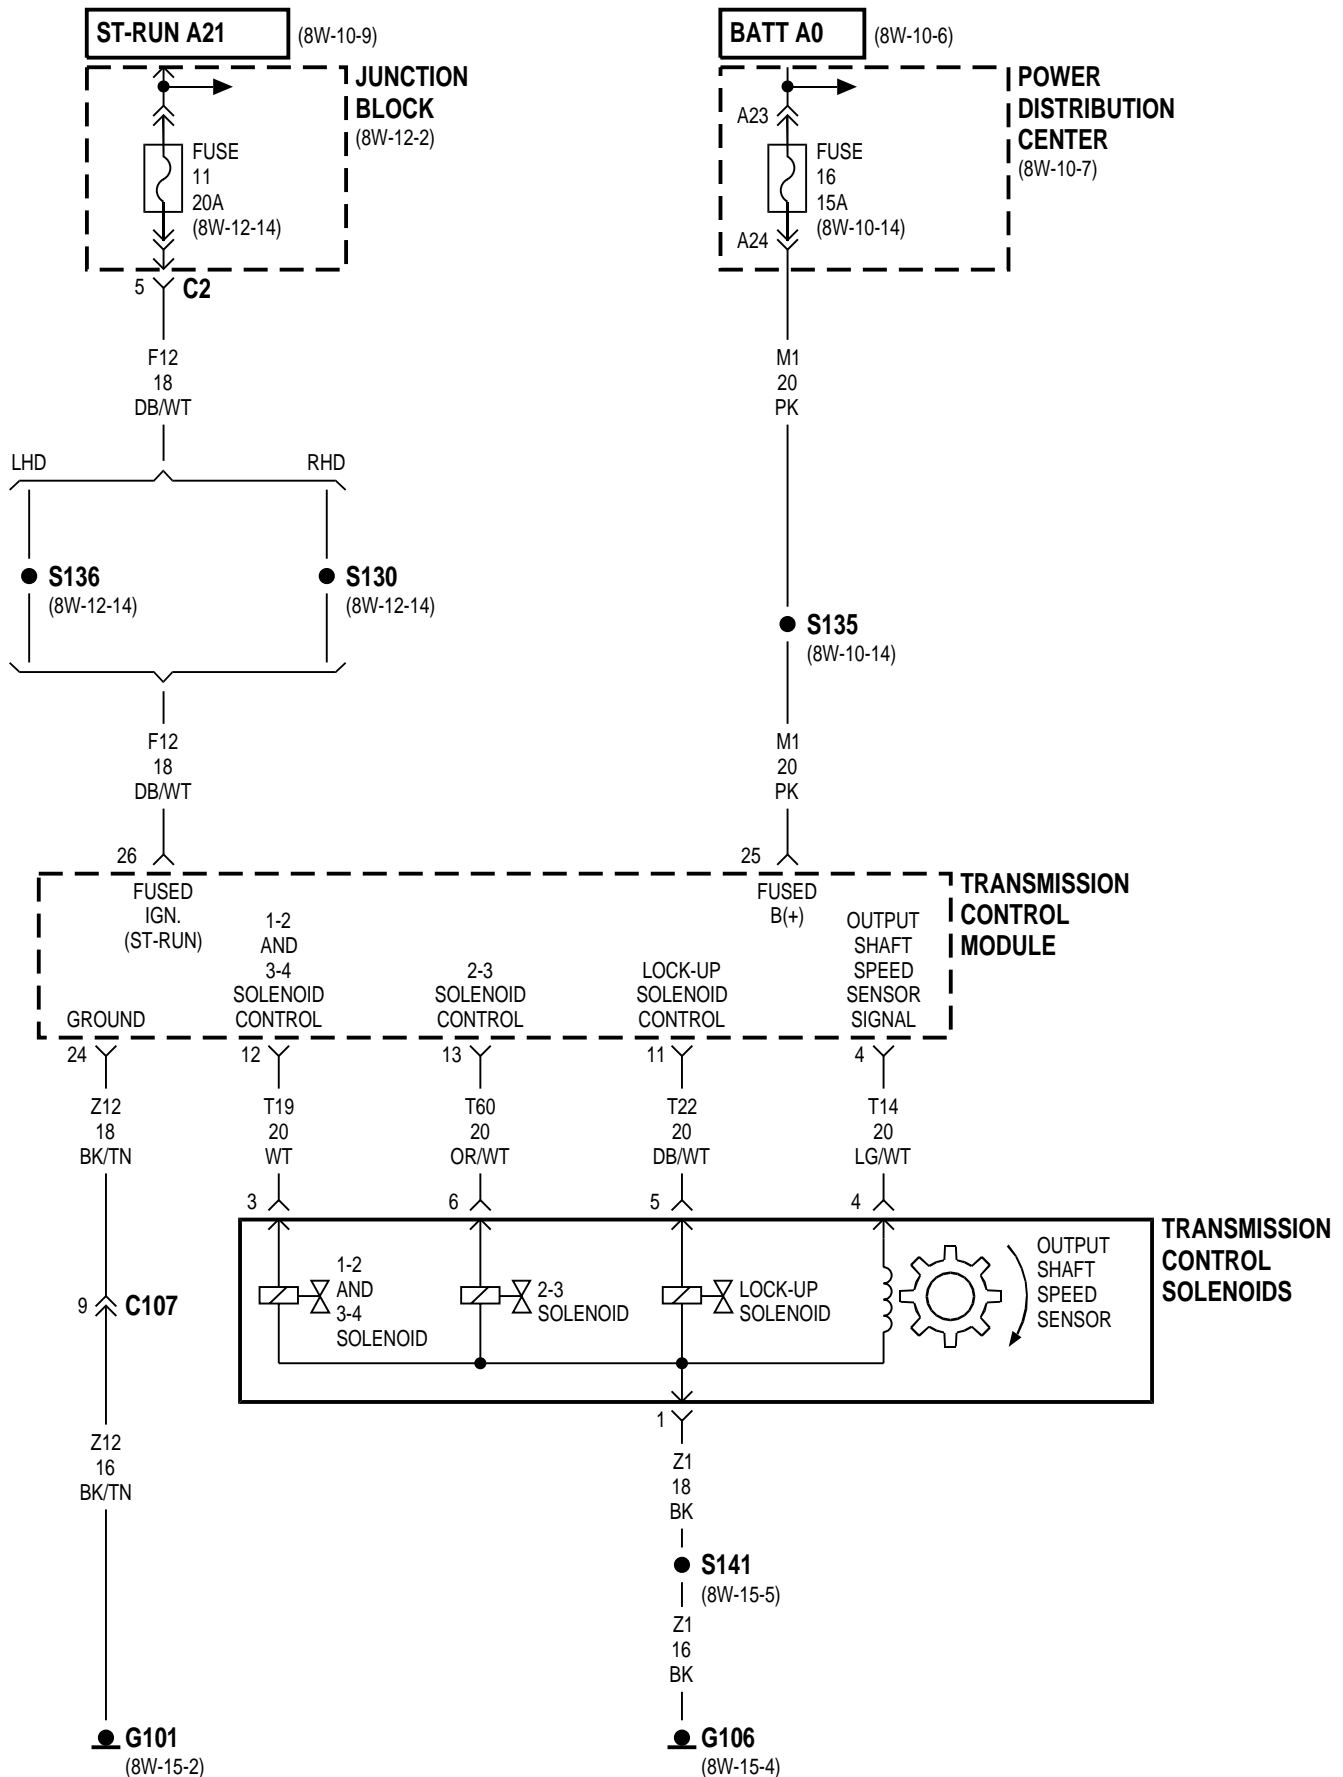 ST-RUN A21 (8W-10-9)
BATT A0 (8W-10-6)
JUNCTION
BLOCK
(8W-12-2)
FUSE
11
20A
(8W-12-14)
5 C2
POWER
DISTRIBUTION
CENTER
(8W-10-7)
A23
FUSE
16
15A
(8W-10-14)
A24
F12
18
DB/WT
M1
20
PK
LHD
RHD
S136
(8W-12-14)
S130
(8W-12-14)
S135
(8W-10-14)
F12
18
DB/WT
M1
20
PK
26
25
FUSED
IGN.
(ST-RUN)
FUSED
B(+)
TRANSMISSION
CONTROL
MODULE
GROUND
1-2
AND
3-4
SOLENOID
CONTROL
2-3
SOLENOID
CONTROL
LOCK-UP
SOLENOID
CONTROL
OUTPUT
SHAFT
SPEED
SENSOR
SIGNAL
24
12
13
11
4
Z12
18
BK/TN
T19
20
WT
T60
20
OR/WT
T22
20
DB/WT
T14
20
LG/WT
3
6
5
4
TRANSMISSION
CONTROL
SOLENOIDS
1-2
AND
3-4
SOLENOID
2-3
SOLENOID
LOCK-UP
SOLENOID
OUTPUT
SHAFT
SPEED
SENSOR
9 C107
1
Z12
16
BK/TN
Z1
18
BK
S141
(8W-15-5)
Z1
16
BK
G101
(8W-15-2)
G106
(8W-15-4)